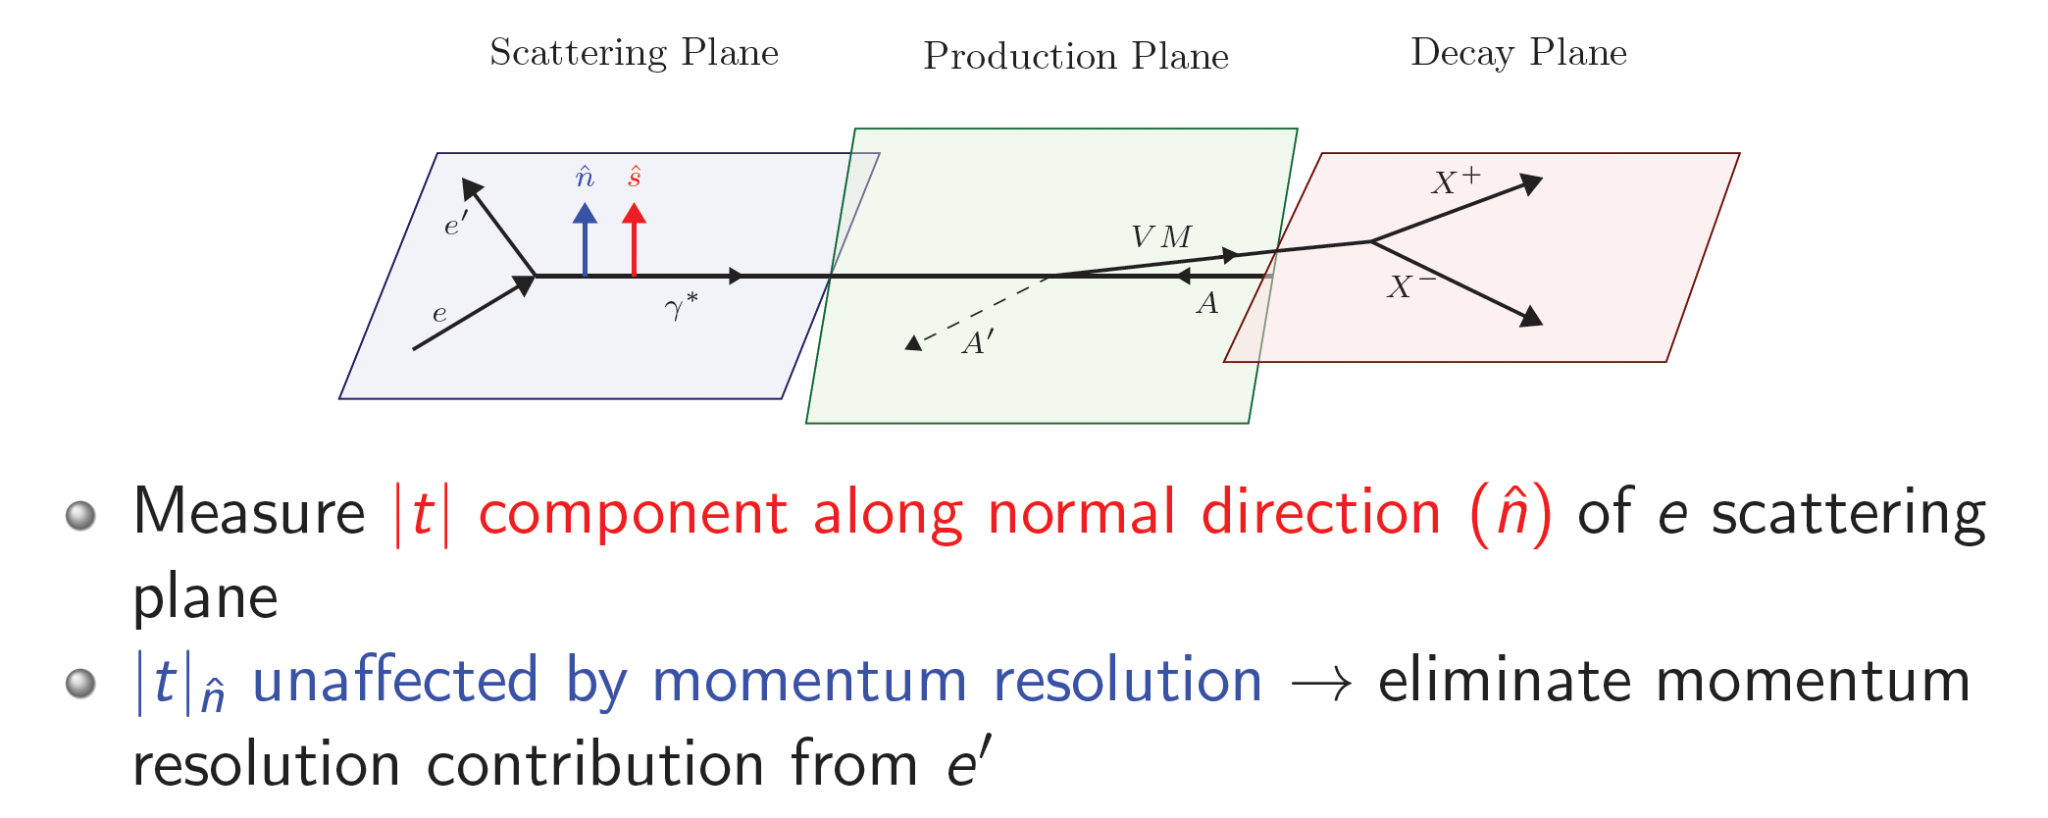 Scattering Plane Production Plane Decay Plane
n̂ ŝ
e′
X⁺
VM
e
γ*
A
X⁻
A′
Measure |t| component along normal direction (n̂) of e scattering
plane
|t|n̂ unaffected by momentum resolution → eliminate momentum
resolution contribution from e′